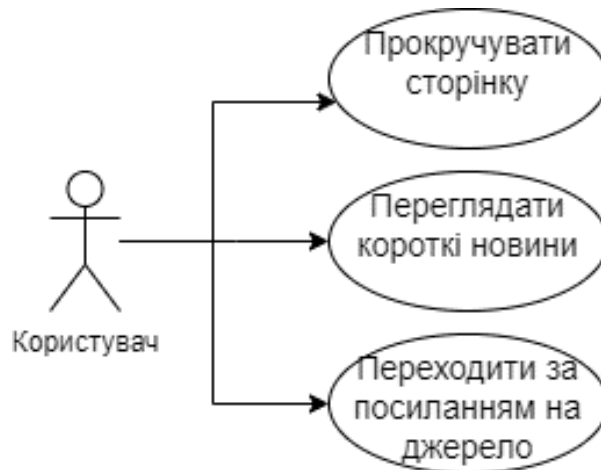 Прокручувати
сторінку
Переглядати
короткі новини
Користувач
Переходити за
посиланням на
джерело